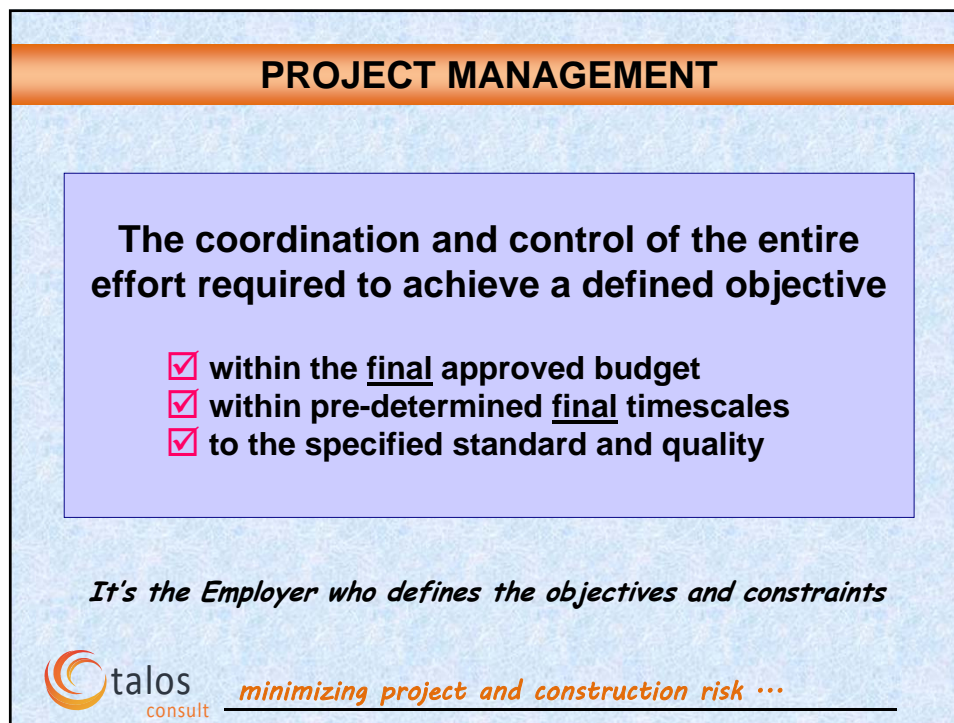 PROJECT MANAGEMENT
The coordination and control of the entire
effort required to achieve a defined objective
within the final approved budget
within pre-determined final timescales
to the specified standard and quality
It's the Employer who defines the objectives and constraints
talos
consult
minimizing project and construction risk ...